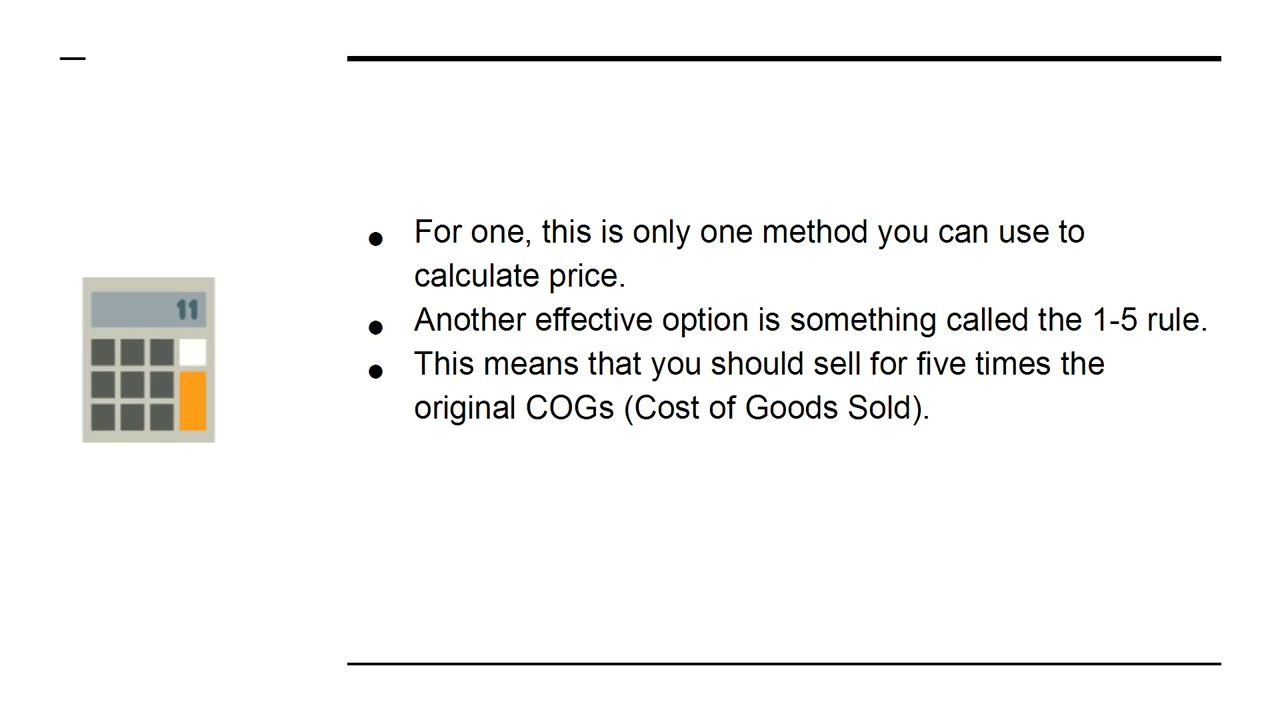 11
For one, this is only one method you can use to
calculate price.
Another effective option is something called the 1-5 rule.
This means that you should sell for five times the
original COGs (Cost of Goods Sold).